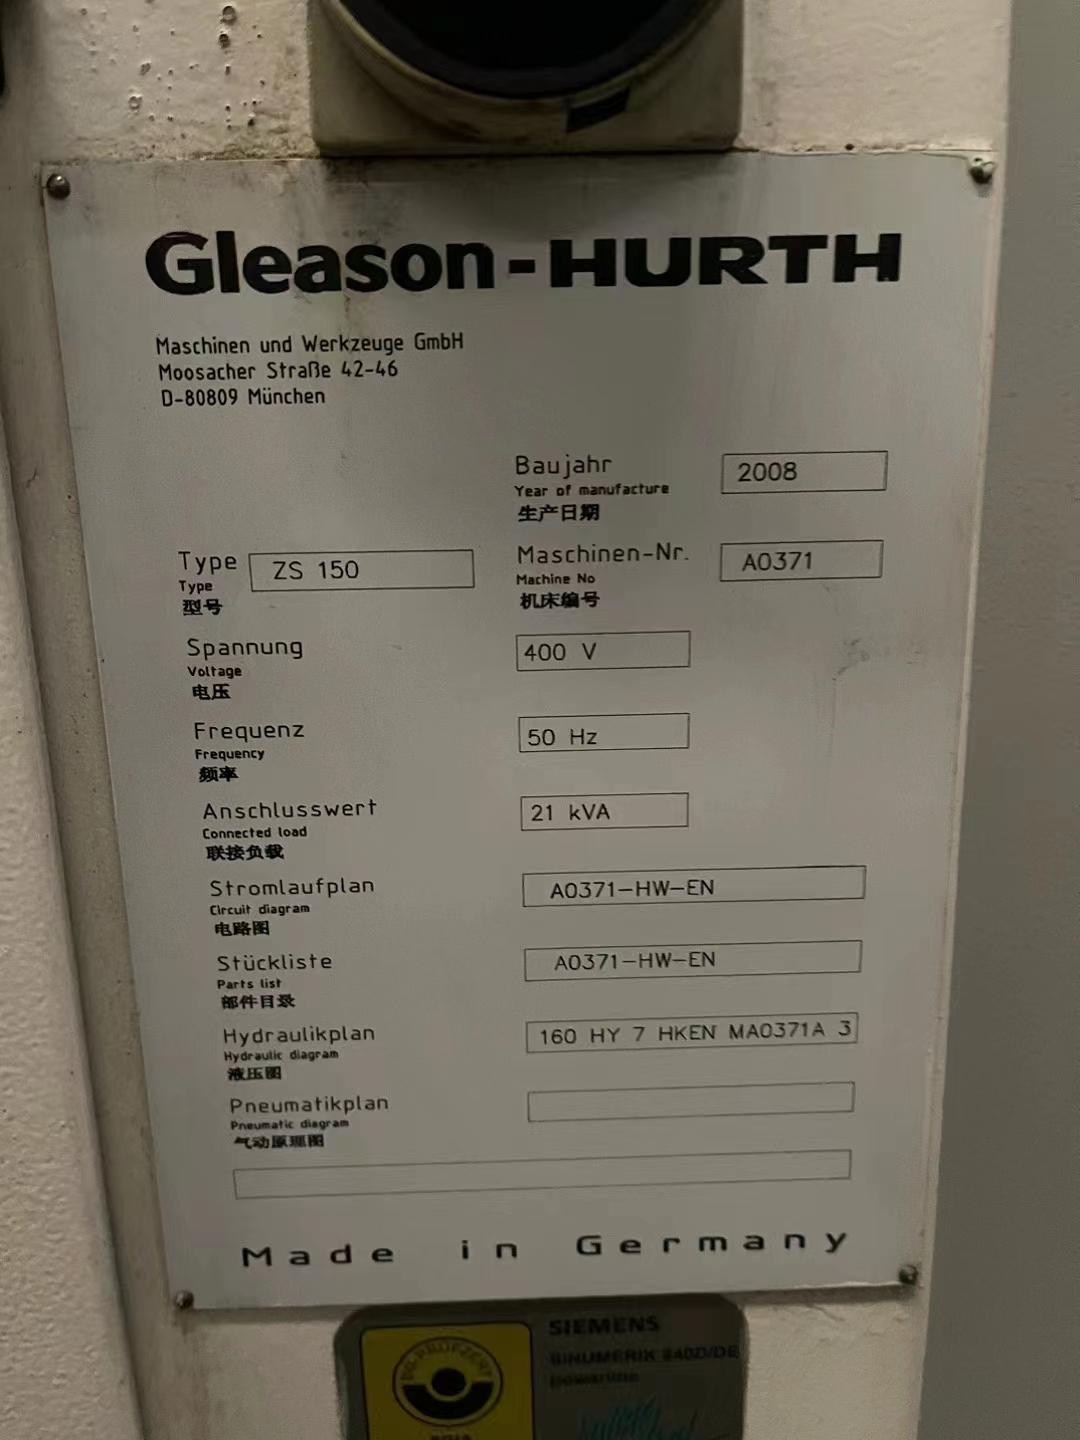 Gleason-HURTH
Maschinen und Werkzeuge GmbH
Moosacher Straße 42-46
D-80809 München
Baujahr 2008
Year of manufacture
生产日期
Type ZS 150
Type
型号
Maschinen-Nr. A0371
Machine No
机床编号
Spannung 400 V
Voltage
电压
Frequenz 50 Hz
Frequency
频率
Anschlusswert 21 kVA
Connected load
联接负载
Stromlaufplan A0371-HW-EN
Circuit diagram
电路图
Stückliste A0371-HW-EN
Parts list
部件目录
Hydraulikplan 160 HY 7 HKEN MA0371A 3
Hydraulic diagram
液压图
Pneumatikplan
Pneumatic diagram
气动原理图
Made in Germany
SIEMENS
SINUMERIK 840D/DE
powerline